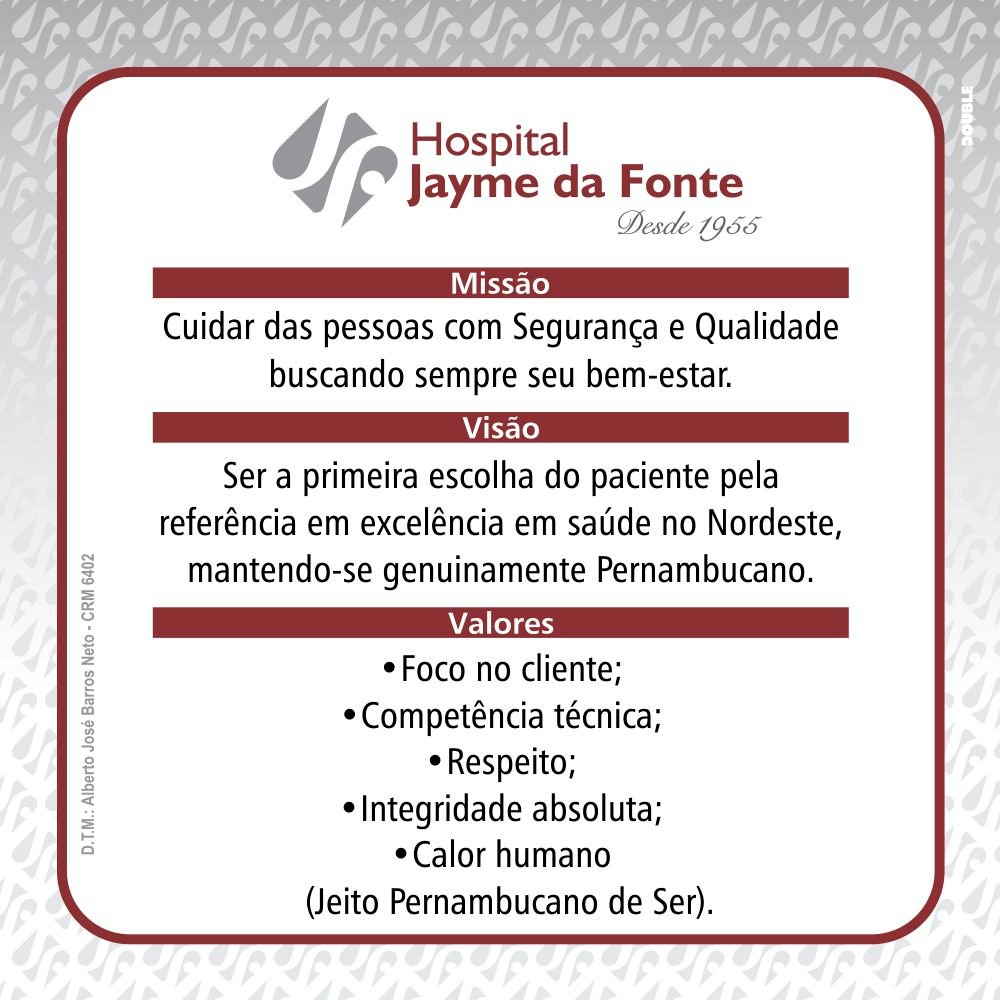 Hospital
Jayme da Fonte
Desde 1955
Missão
Cuidar das pessoas com Segurança e Qualidade
buscando sempre seu bem-estar.
Visão
Ser a primeira escolha do paciente pela
referência em excelência em saúde no Nordeste,
mantendo-se genuinamente Pernambucano.
Valores
•Foco no cliente;
•Competência técnica;
•Respeito;
•Integridade absoluta;
•Calor humano
(Jeito Pernambucano de Ser).
D.T.M.: Alberto José Barros Neto - CRM 6402
DOUBLE